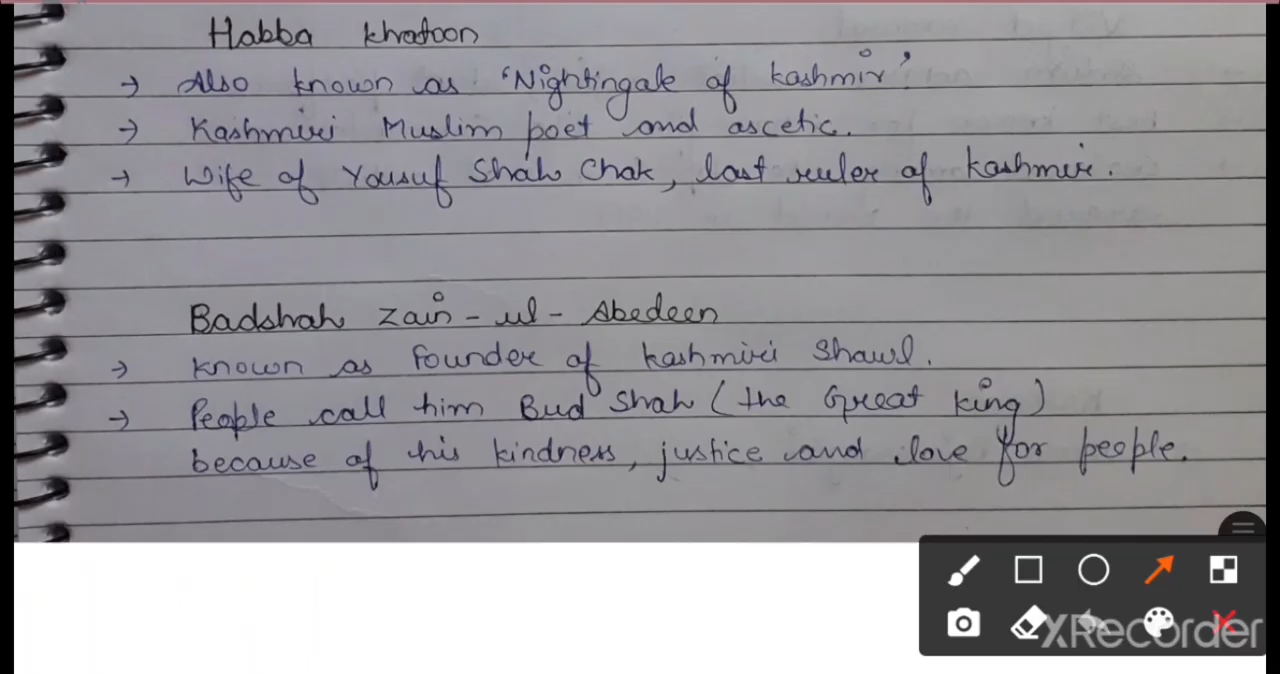 Habba Khatoon
→ Also known as 'Nightingale of Kashmir'
→ Kashmiri Muslim poet and ascetic.
→ Wife of Yousuf Shah Chak, last ruler of Kashmir.
Badshah Zain-ul-Abedeen
→ Known as founder of Kashmiri Shawl.
→ People call him Bud Shah (the Great King)
because of his kindness, justice and love for people.
XRecorder